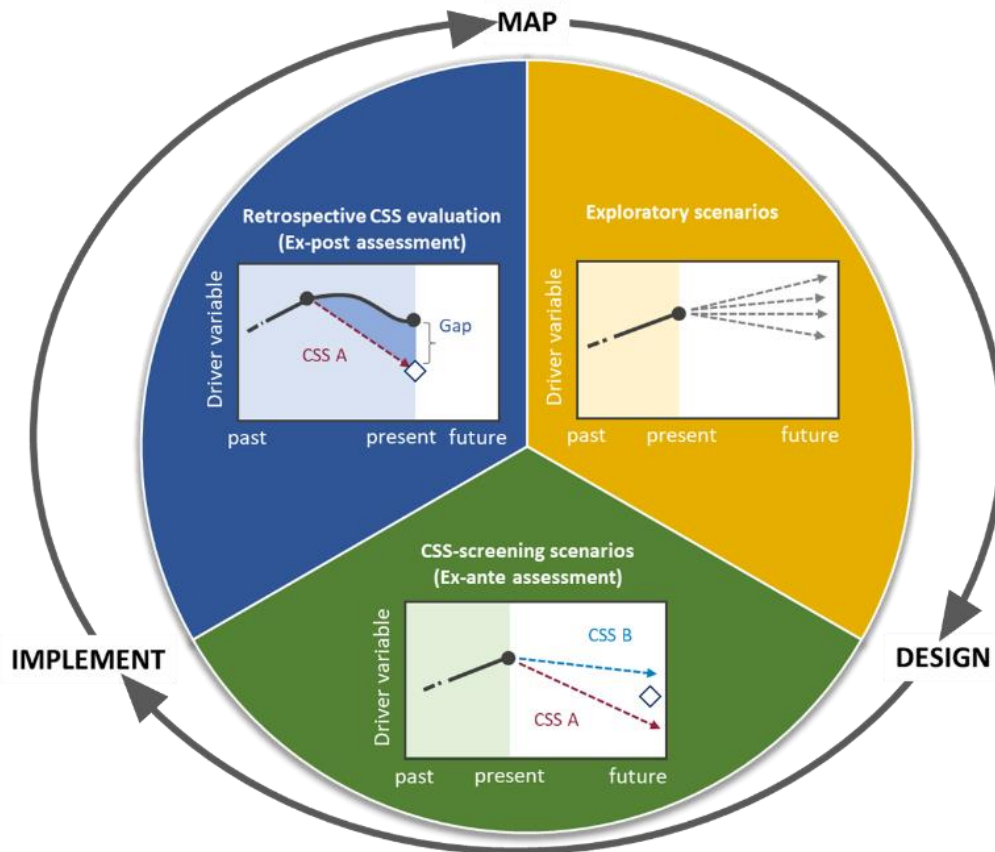 MAP
Retrospective CSS evaluation
(Ex-post assessment)
Driver variable
CSS A
Gap
past present future
Exploratory scenarios
Driver variable
past present future
IMPLEMENT
DESIGN
CSS-screening scenarios
(Ex-ante assessment)
Driver variable
CSS B
CSS A
past present future